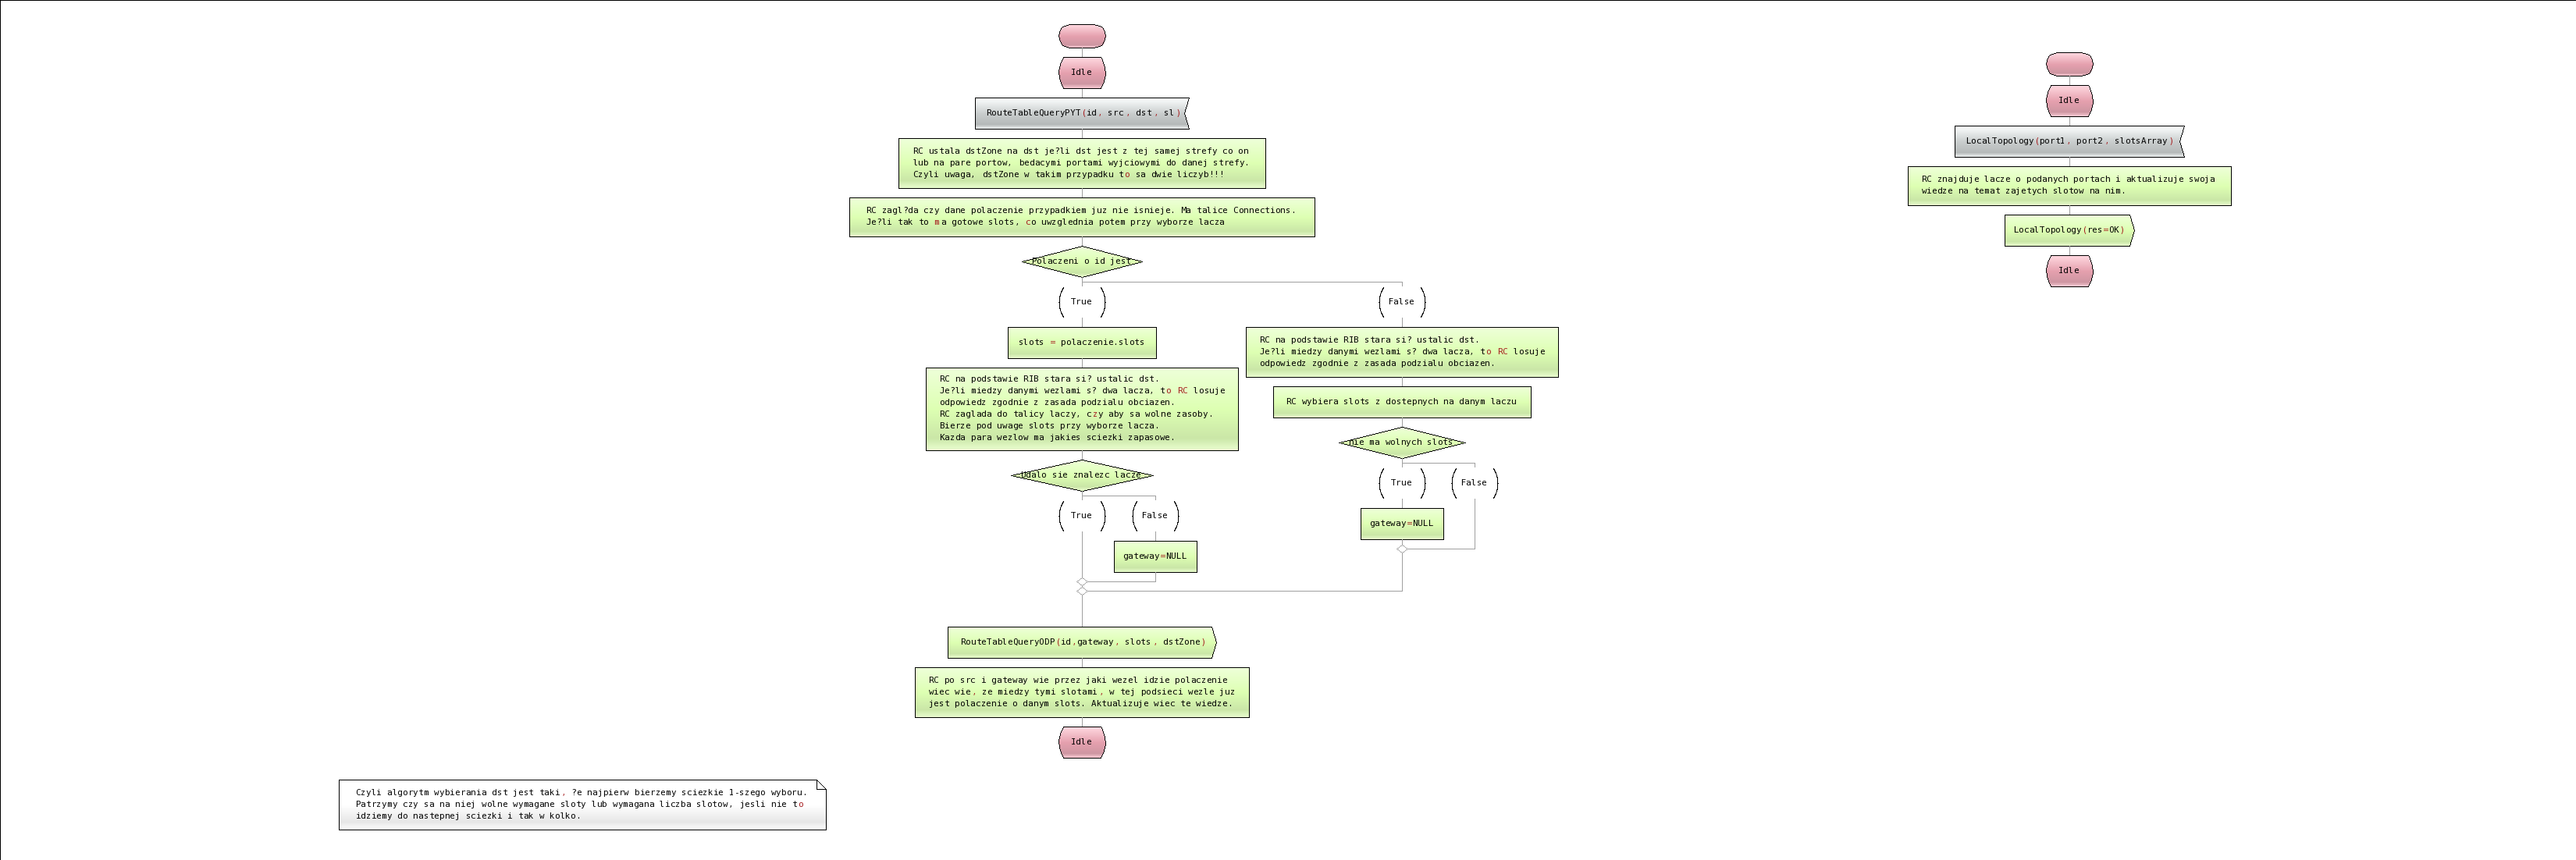 Idle
RouteTableQueryPYT(id, src, dst, sl)
RC ustala dstZone na dst je?li dst jest z tej samej strefy co on
lub na pare portow, bedacymi portami wyjciowymi do danej strefy.
Czyli uwaga, dstZone w takim przypadku to sa dwie liczyb!!!
RC zagl?da czy dane polaczenie przypadkiem juz nie isnieje. Ma talice Connections.
Je?li tak to ma gotowe slots, co uwzglednia potem przy wyborze lacza
Polaczeni o id jest
True
False
slots = polaczenie.slots
RC na podstawie RIB stara si? ustalic dst.
Je?li miedzy danymi wezlami s? dwa lacza, to RC losuje
odpowiedz zgodnie z zasada podzialu obciazen.
RC zaglada do talicy laczy, czy aby sa wolne zasoby.
Bierze pod uwage slots przy wyborze lacza.
Kazda para wezlow ma jakies sciezki zapasowe.
Udalo sie znalezc lacze
True
False
gateway=NULL
RC na podstawie RIB stara si? ustalic dst.
Je?li miedzy danymi wezlami s? dwa lacza, to RC losuje
odpowiedz zgodnie z zasada podzialu obciazen.
RC wybiera slots z dostepnych na danym laczu
nie ma wolnych slots
True
False
gateway=NULL
RouteTableQueryODP(id,gateway, slots, dstZone)
RC po src i gateway wie przez jaki wezel idzie polaczenie
wiec wie, ze miedzy tymi slotami, w tej podsieci wezle juz
jest polaczenie o danym slots. Aktualizuje wiec te wiedze.
Idle
Czyli algorytm wybierania dst jest taki, ?e najpierw bierzemy sciezkie 1-szego wyboru.
Patrzymy czy sa na niej wolne wymagane sloty lub wymagana liczba slotow, jesli nie to
idziemy do nastepnej sciezki i tak w kolko.
Idle
LocalTopology(port1, port2, slotsArray)
RC znajduje lacze o podanych portach i aktualizuje swoja
wiedze na temat zajetych slotow na nim.
LocalTopology(res=OK)
Idle